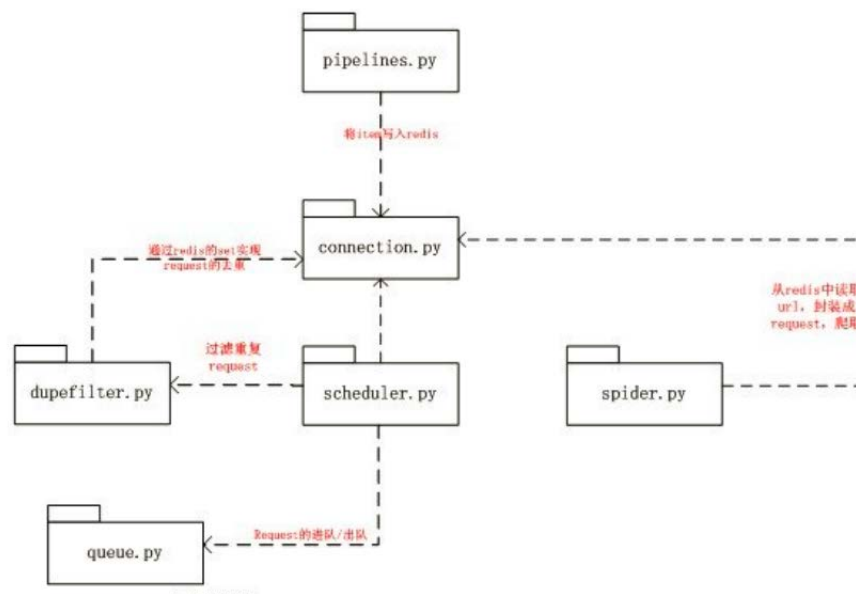 pipelines.py
将item写入redis
connection.py
通过redis的set实现
request的去重
从redis中读取
url，封装成
request，爬取
过滤重复
request
dupefilter.py
scheduler.py
spider.py
Request的进队/出队
queue.py